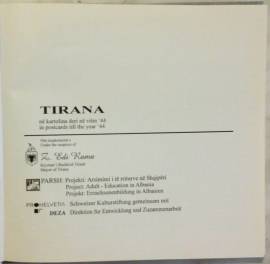 TIRANA
në kartolina deri në vitin '44
in postcards till the year '44
Nën kujdestarinë e
Under the auspices of
Z. Edi Rama
Kryetari i Bashkisë Tiranë
Mayor of Tirana
PARSH: Projekti: Arsimimi i të rriturve në Shqipëri
Project: Adult - Education in Albania
Projekt: Erwachsenenbildung in Albanien
PRO HELVETIA Schweizer Kulturstiftung gemeinsam mit
DEZA Direktion für Entwicklung und Zusammenarbeit